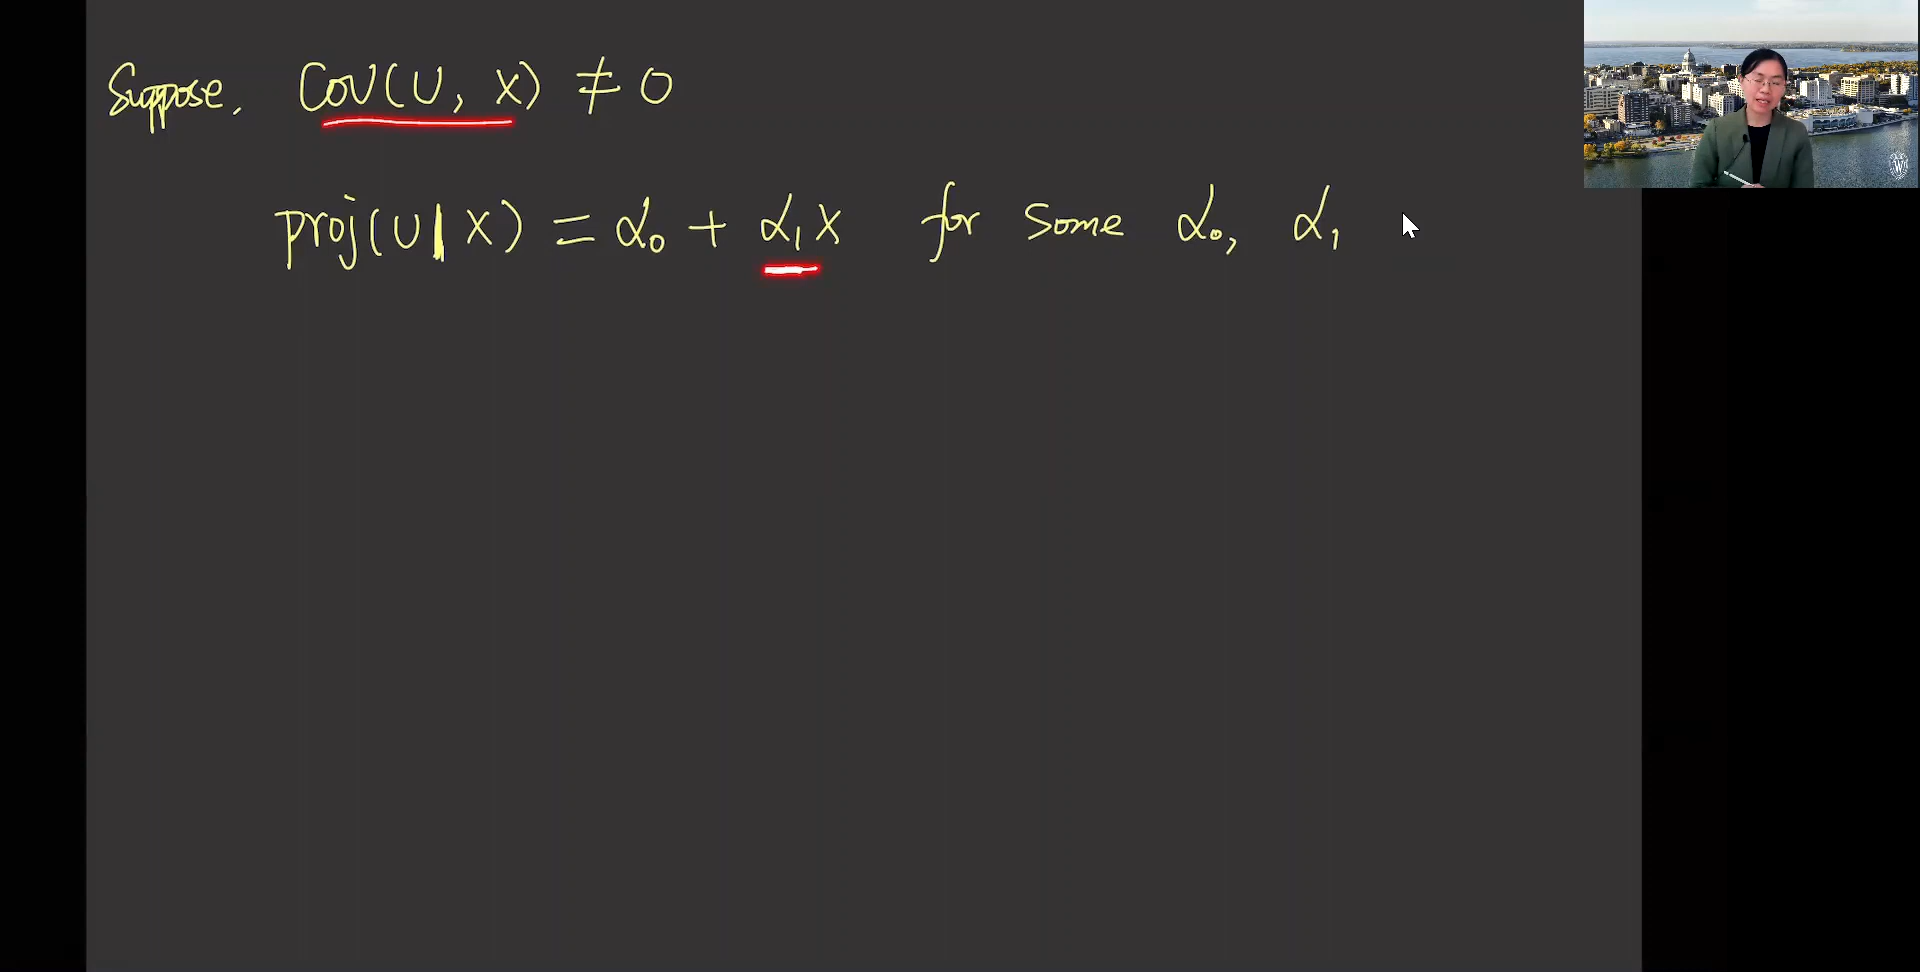 Suppose, Cov(U, X) ≠ 0
proj(U|X) = α₀ + α₁X for some α₀, α₁
W